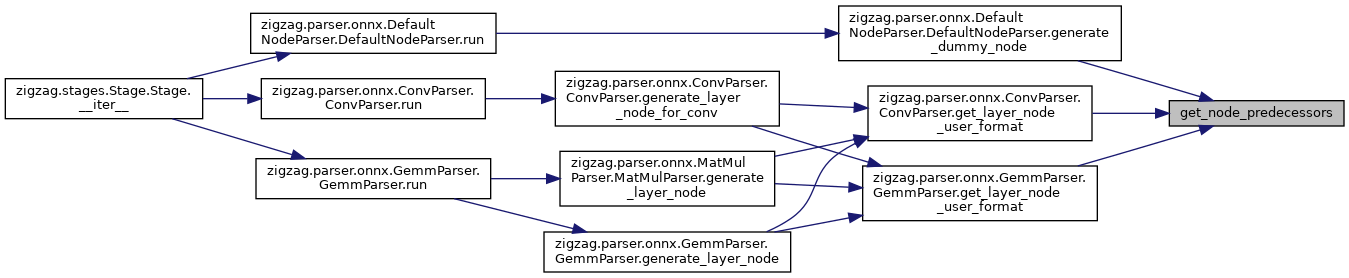 zigzag.parser.onnx.Default
NodeParser.DefaultNodeParser.run
zigzag.parser.onnx.Default
NodeParser.DefaultNodeParser.generate
_dummy_node
zigzag.stages.Stage.Stage.
__iter__
zigzag.parser.onnx.ConvParser.
ConvParser.run
zigzag.parser.onnx.ConvParser.
ConvParser.generate_layer
_node_for_conv
zigzag.parser.onnx.ConvParser.
ConvParser.get_layer_node
_user_format
get_node_predecessors
zigzag.parser.onnx.GemmParser.
GemmParser.run
zigzag.parser.onnx.MatMul
Parser.MatMulParser.generate
_layer_node
zigzag.parser.onnx.GemmParser.
GemmParser.get_layer_node
_user_format
zigzag.parser.onnx.GemmParser.
GemmParser.generate_layer_node